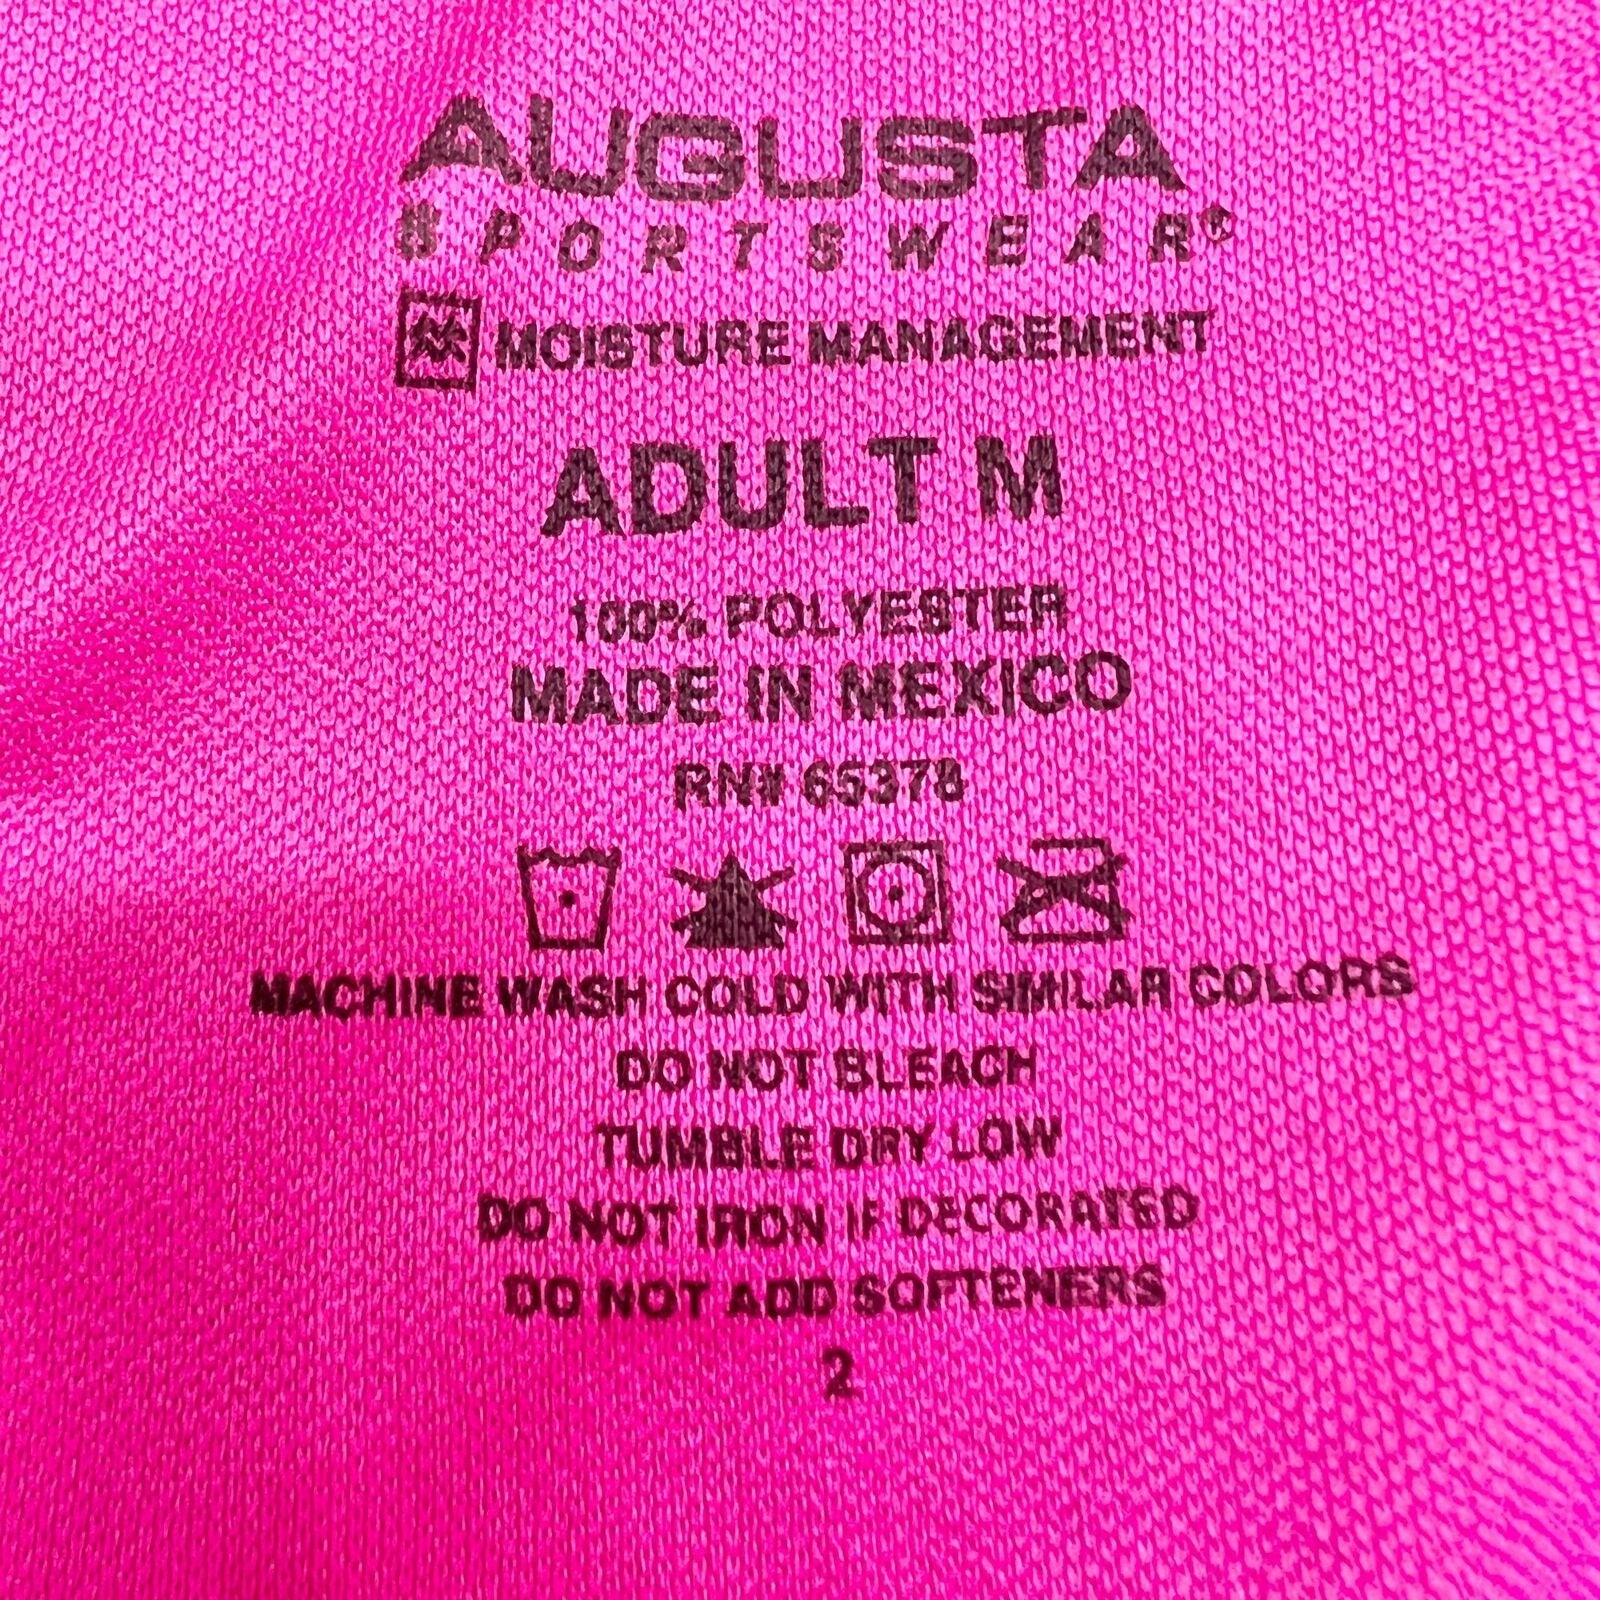 AUGUSTA
SPORTSWEAR®
MOISTURE MANAGEMENT
ADULT M
100% POLYESTER
MADE IN MEXICO
RN# 65378
MACHINE WASH COLD WITH SIMILAR COLORS
DO NOT BLEACH
TUMBLE DRY LOW
DO NOT IRON IF DECORATED
DO NOT ADD SOFTENERS
2